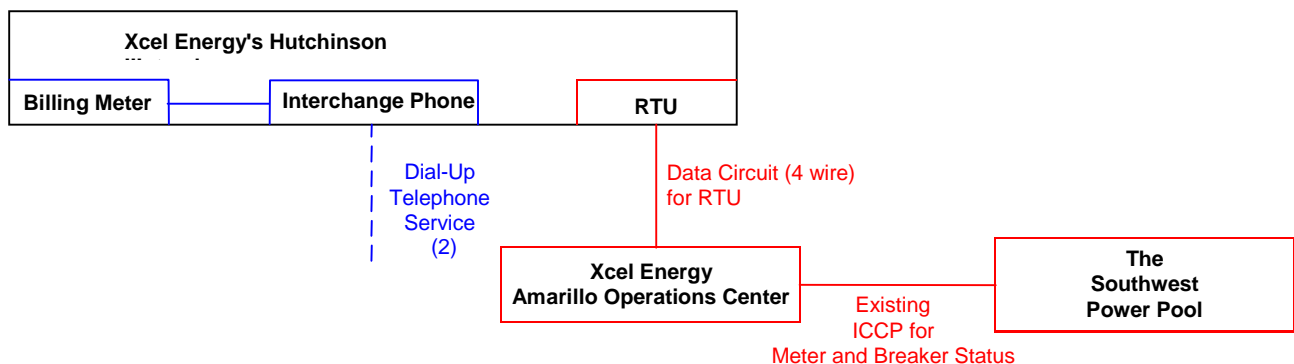 Xcel Energy's Hutchinson
Billing Meter
Interchange Phone
RTU
Dial-Up
Telephone
Service
(2)
Data Circuit (4 wire)
for RTU
Xcel Energy
Amarillo Operations Center
Existing
ICCP for
Meter and Breaker Status
The
Southwest
Power Pool